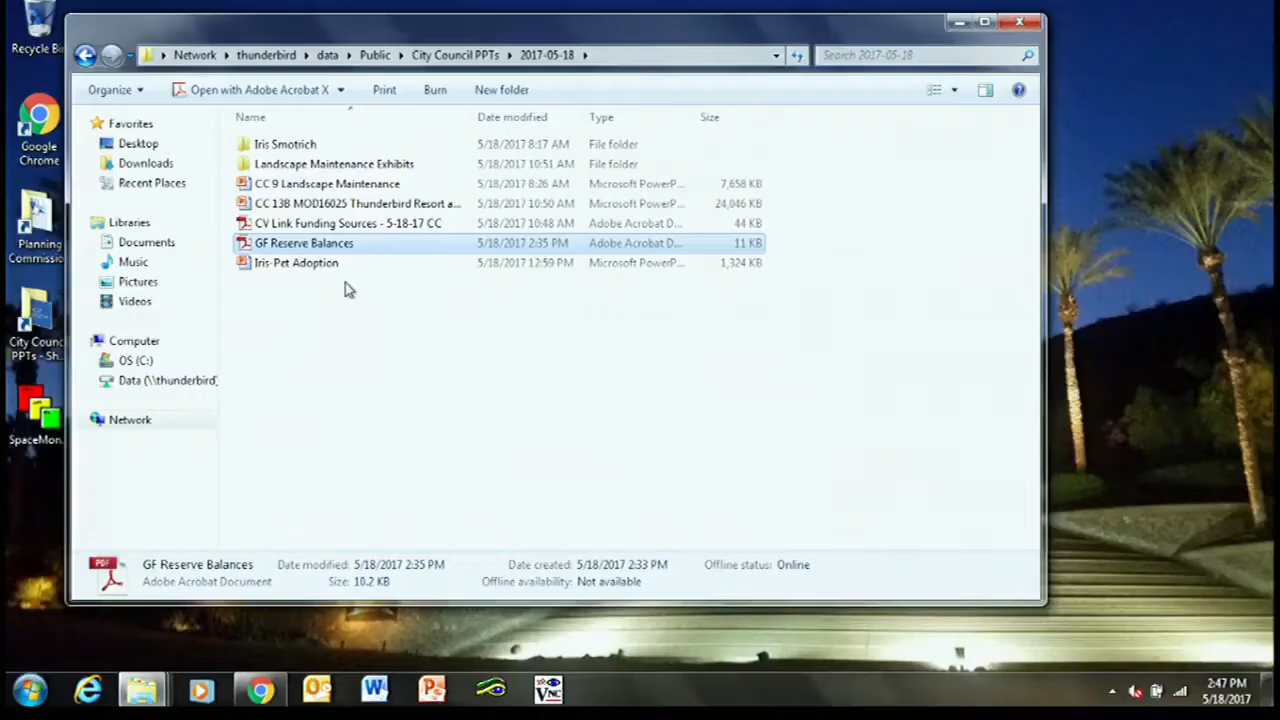 Recycle Bi
Network thunderbird data Public City Council PPTs 2017-05-18
Search 2017-05-18
Organize Open with Adobe Acrobat X Print Burn New folder
Name Date modified Type Size
Favorites
Desktop
Downloads
Recent Places
Libraries
Documents
Music
Pictures
Videos
Computer
OS (C:)
Data (\\thunderbird)
Network
Iris Smotrich 5/18/2017 8:17 AM File folder
Landscape Maintenance Exhibits 5/18/2017 10:51 AM File folder
CC 9 Landscape Maintenance 5/18/2017 8:26 AM Microsoft PowerP... 7,658 KB
CC 13B MOD16025 Thunderbird Resort a... 5/18/2017 10:50 AM Microsoft PowerP... 24,046 KB
CV Link Funding Sources - 5-18-17 CC 5/18/2017 10:48 AM Adobe Acrobat D... 44 KB
GF Reserve Balances 5/18/2017 2:35 PM Adobe Acrobat D... 11 KB
Iris-Pet Adoption 5/18/2017 12:59 PM Microsoft PowerP... 1,324 KB
Google
Chrome
Planning
Commissio
City Counc
PPTs - Sh
SpaceMon
PDF
GF Reserve Balances Date modified: 5/18/2017 2:35 PM Date created: 5/18/2017 2:33 PM Offline status: Online
Adobe Acrobat Document Size: 10.2 KB Offline availability: Not available
VNC
2:47 PM
5/18/2017